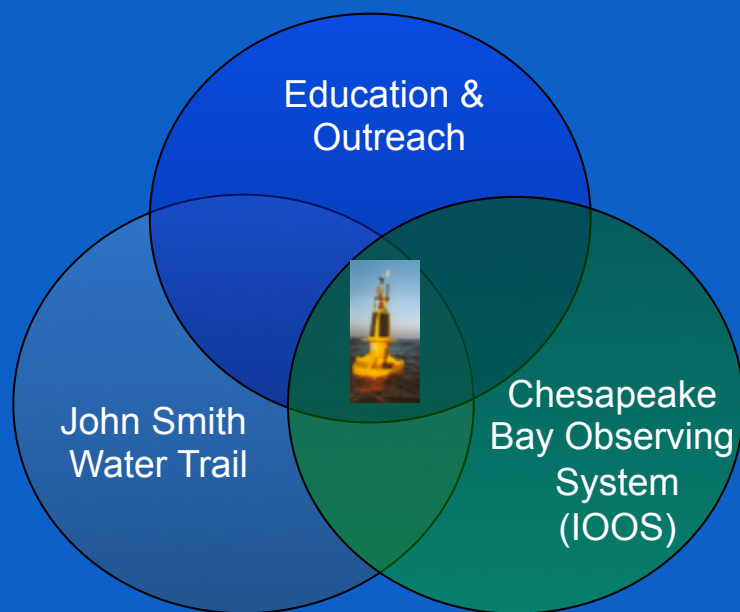 Education &
Outreach
John Smith
Water Trail
Chesapeake
Bay Observing
System
(IOOS)